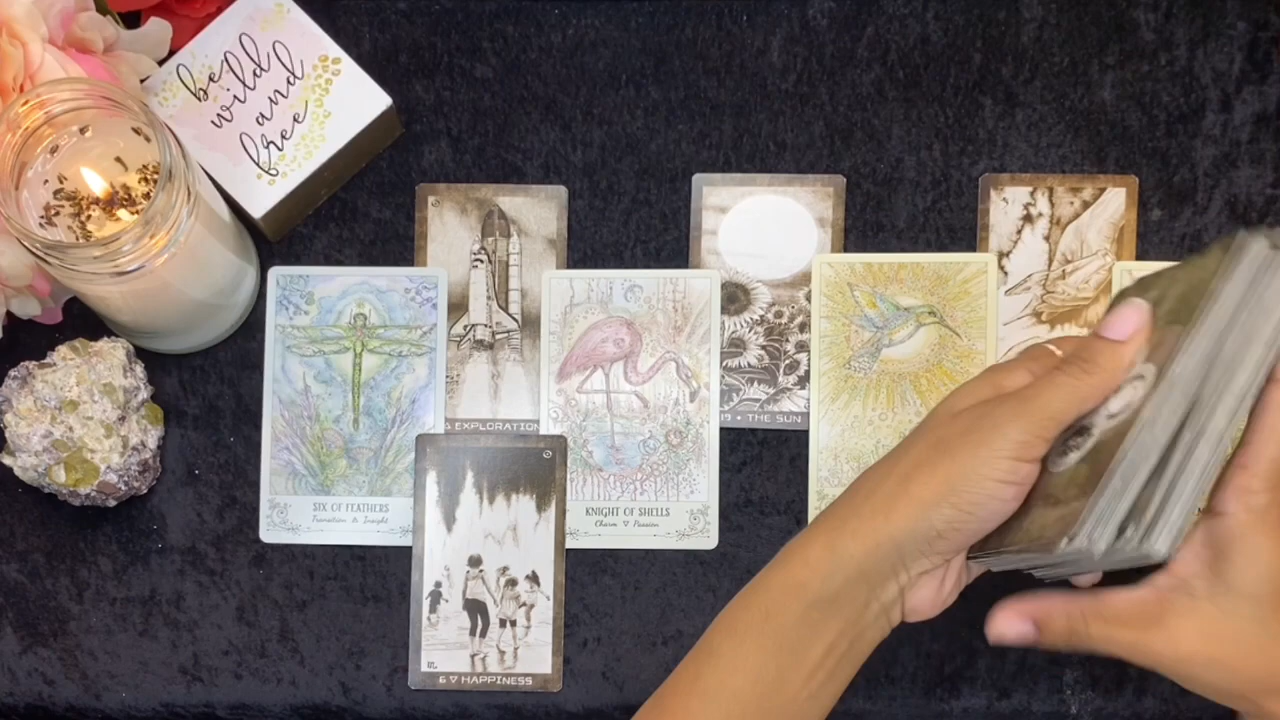 be
wild
and
free
EXPLORATION
19 • THE SUN
SIX OF FEATHERS
Transition & Insight
KNIGHT OF SHELLS
Charm ▽ Passion
6 ▽ HAPPINESS